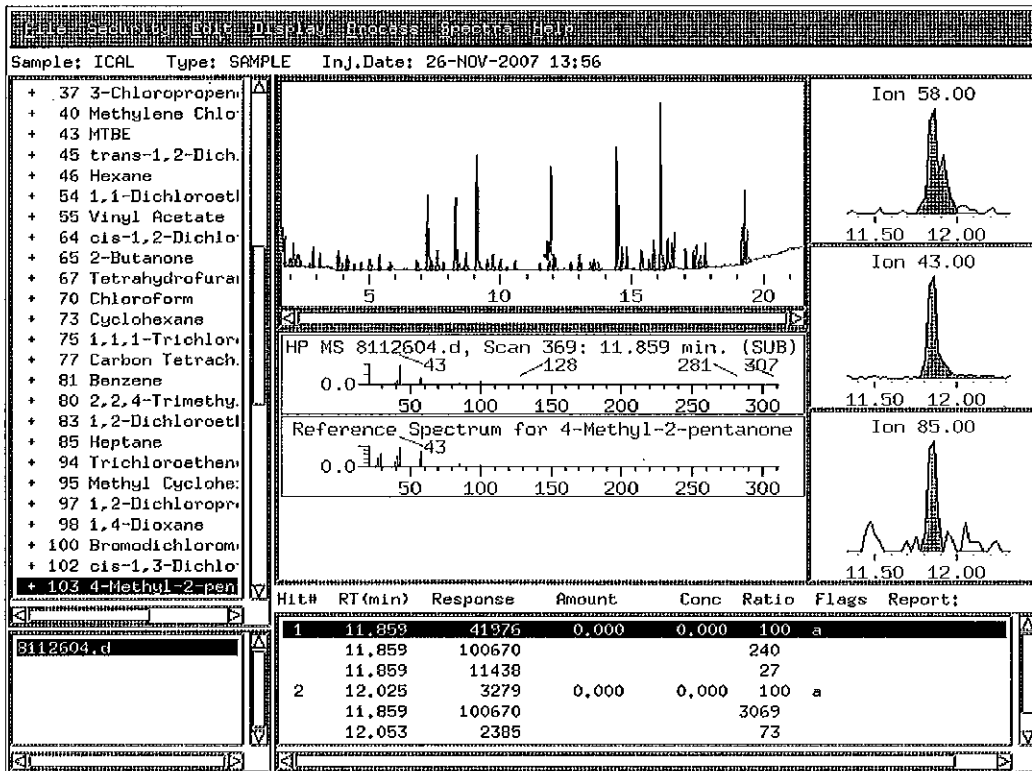 File Security Edit Display Process Spectra Help
Sample: ICAL Type: SAMPLE Inj.Date: 26-NOV-2007 13:56
+ 37 3-Chloropropen
+ 40 Methylene Chlo
+ 43 MTBE
+ 45 trans-1,2-Dich.
+ 46 Hexane
+ 54 1,1-Dichloroetl
+ 55 Vinyl Acetate
+ 64 cis-1,2-Dichlo
+ 65 2-Butanone
+ 67 Tetrahydrofura
+ 70 Chloroform
+ 73 Cyclohexane
+ 75 1,1,1-Trichlor
+ 77 Carbon Tetrach.
+ 81 Benzene
+ 80 2,2,4-Trimethy.
+ 83 1,2-Dichloroetl
+ 85 Heptane
+ 94 Trichloroethen
+ 95 Methyl Cyclohe
+ 97 1,2-Dichloropr
+ 98 1,4-Dioxane
+ 100 Bromodichlorom
+ 102 cis-1,3-Dichlo
+ 103 4-Methyl-2-pen
8112604.d
5 10 15 20
HP MS 8112604.d, Scan 369: 11.859 min. (SUB)
43 128 281 307
0.0
50 100 150 200 250 300
Reference Spectrum for 4-Methyl-2-pentanone
43
0.0
50 100 150 200 250 300
Ion 58.00
11.50 12.00
Ion 43.00
11.50 12.00
Ion 85.00
11.50 12.00
Hit# RT(min) Response Amount Conc Ratio Flags Report:
1 11.859 41976 0.000 0.000 100 a
11.859 100670 240
11.859 11438 27
2 12.025 3279 0.000 0.000 100 a
11.859 100670 3069
12.053 2385 73